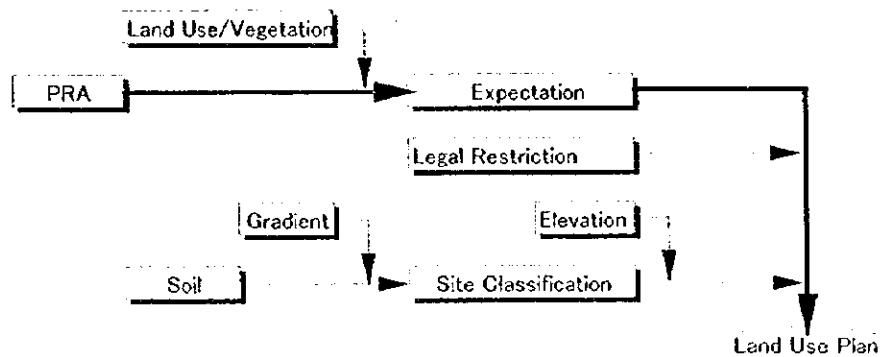 Land Use/Vegetation
PRA
Expectation
Legal Restriction
Gradient
Elevation
Soil
Site Classification
Land Use Plan